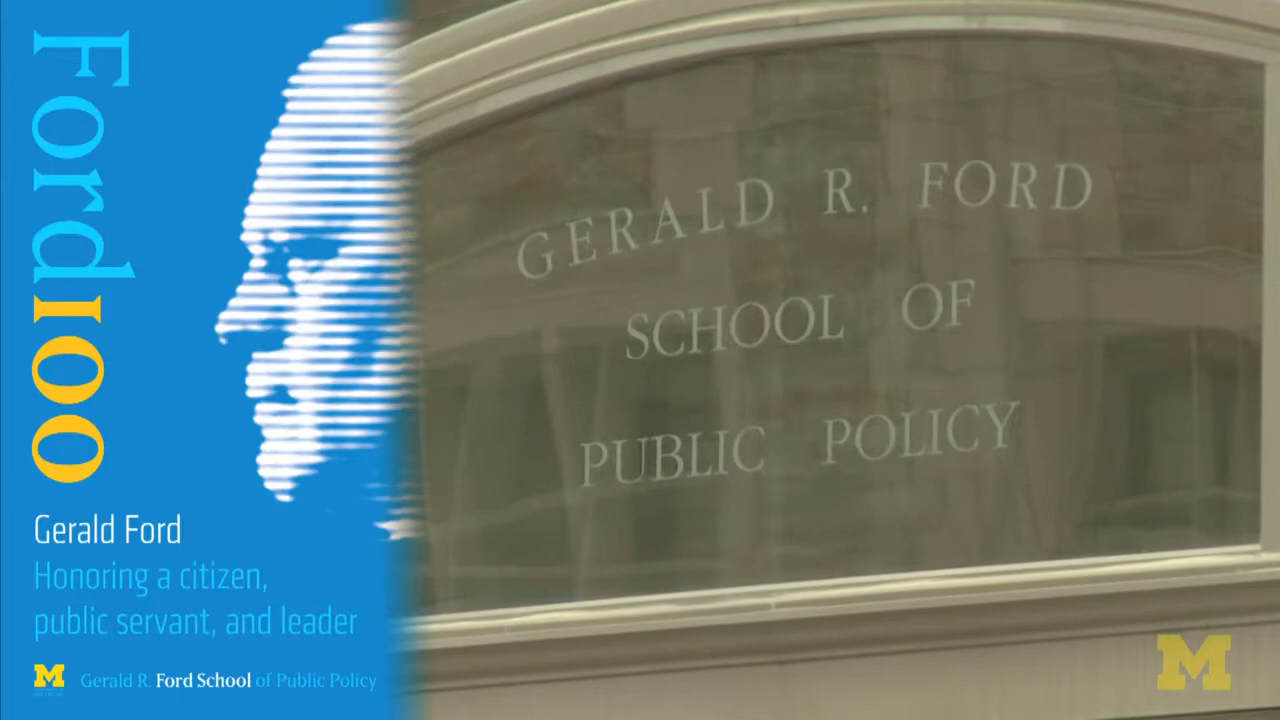 Ford100
Gerald Ford
Honoring a citizen,
public servant, and leader
M
Gerald R. Ford School of Public Policy
GERALD R. FORD
SCHOOL OF
PUBLIC POLICY
M